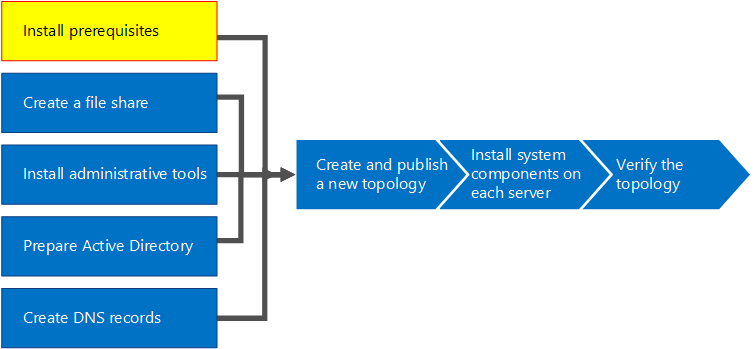 Install prerequisites
Create a file share
Install administrative tools
Prepare Active Directory
Create DNS records
Create and publish
a new topology
Install system
components on
each server
Verify the
topology